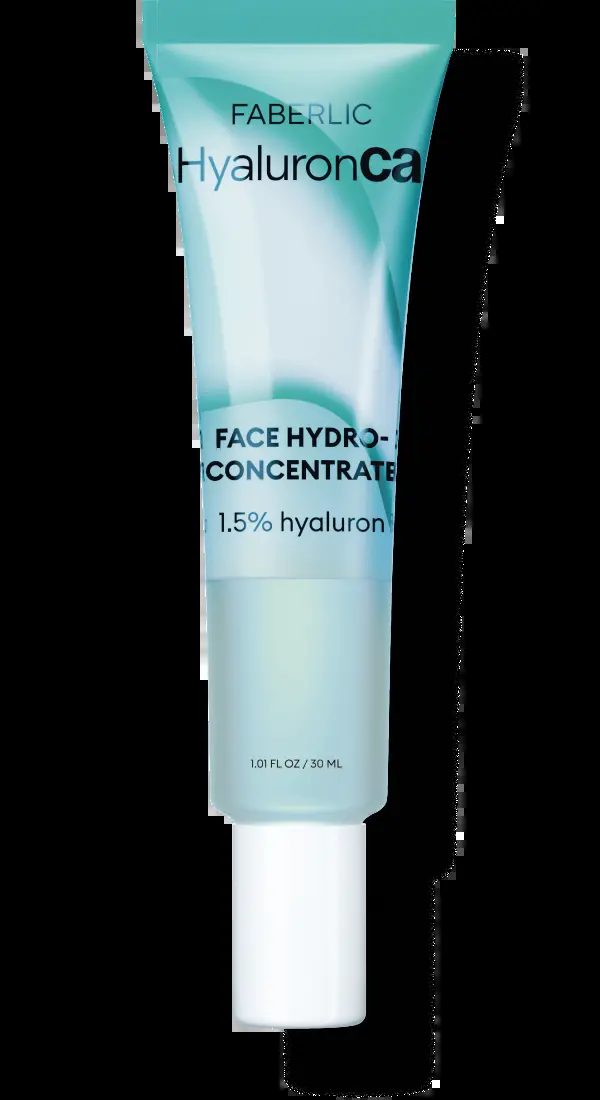 FABERLIC
Hyaluronca
FACE HYDRO-
CONCENTRATE
1.5% hyaluron
1.01 FL OZ / 30 ML